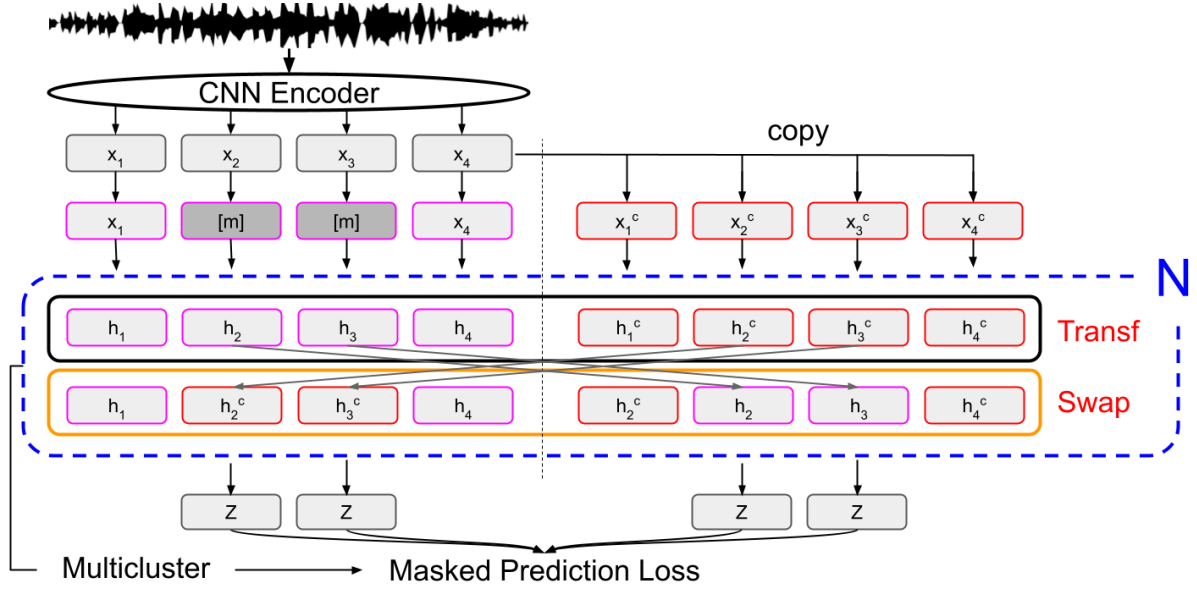 CNN Encoder
copy
x₁ x₂ x₃ x₄
x₁ [m] [m] x₄ x₁ᶜ x₂ᶜ x₃ᶜ x₄ᶜ
N
h₁ h₂ h₃ h₄ h₁ᶜ h₂ᶜ h₃ᶜ h₄ᶜ Transf
h₁ h₂ᶜ h₃ᶜ h₄ h₂ᶜ h₂ h₃ h₄ᶜ Swap
Z Z Z Z
Multicluster Masked Prediction Loss